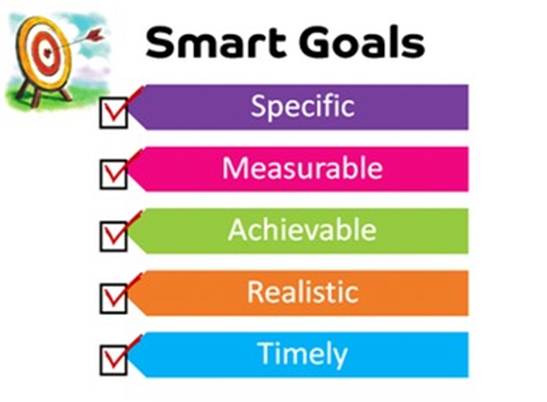 Smart Goals
Specific
Measurable
Achievable
Realistic
Timely